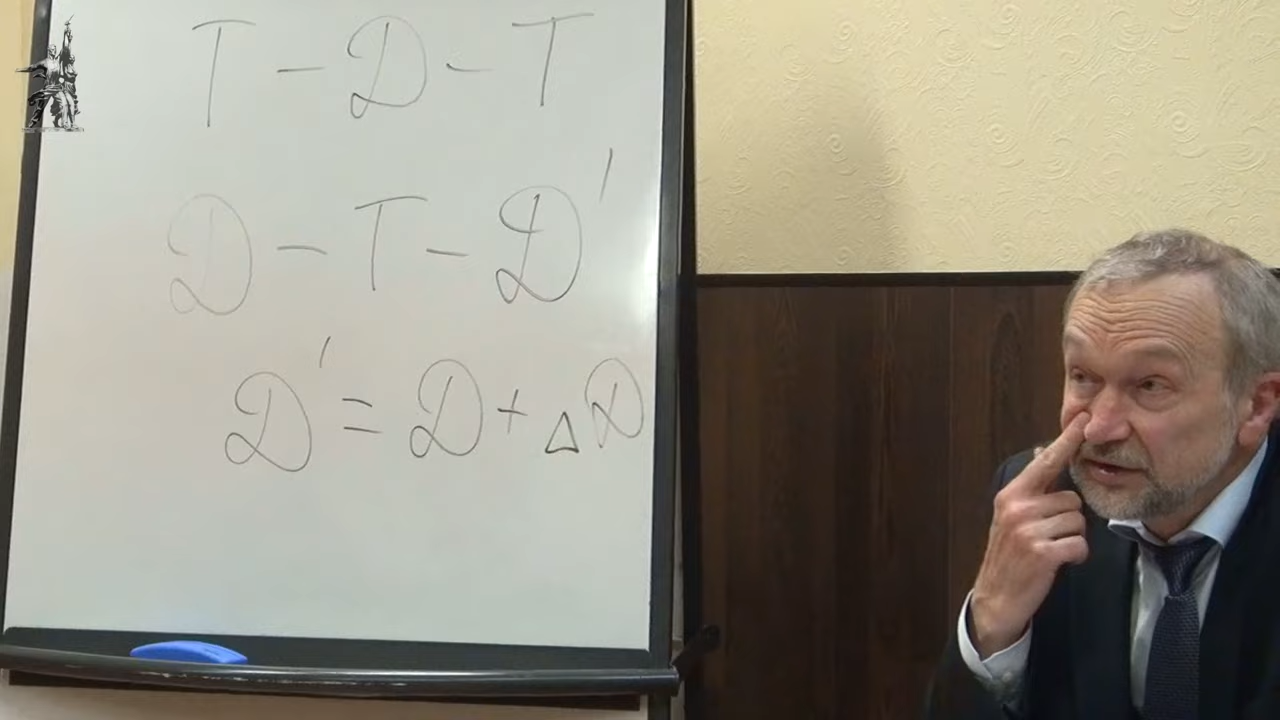 Т – Д – Т
Д – Т – Д'
Д' = Д + ΔД